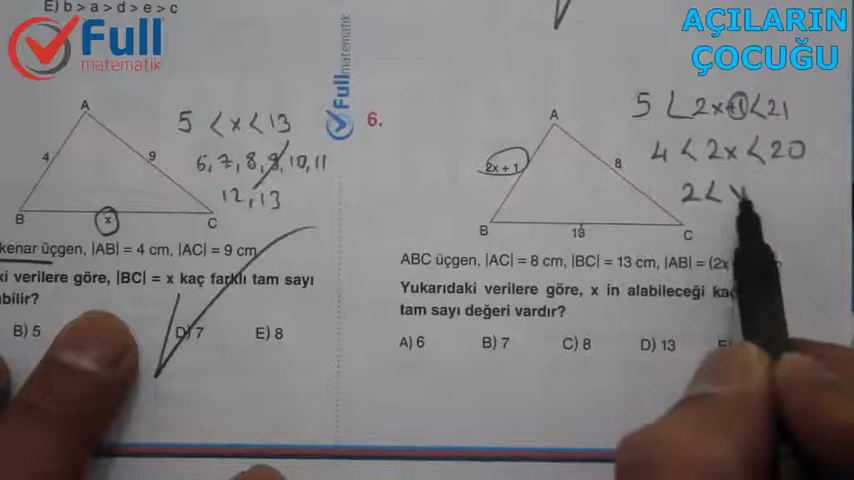 E) b > a > d > e > c
Full
matematik
AÇILARIN
ÇOCUĞU
A
4
9
B
x
C
5 < x < 13
6, 7, 8, 9, 10, 11
12, 13
kenar üçgen, |AB| = 4 cm, |AC| = 9 cm
ki verilere göre, |BC| = x kaç farklı tam sayı
abilir?
B) 5
D) 7
E) 8
Full matematik
6.
A
2x + 1
8
B
13
C
5 < 2x+1 < 21
4 < 2x < 20
2 < x
ABC üçgen, |AC| = 8 cm, |BC| = 13 cm, |AB| = (2x
Yukarıdaki verilere göre, x in alabileceği kaç
tam sayı değeri vardır?
A) 6
B) 7
C) 8
D) 13